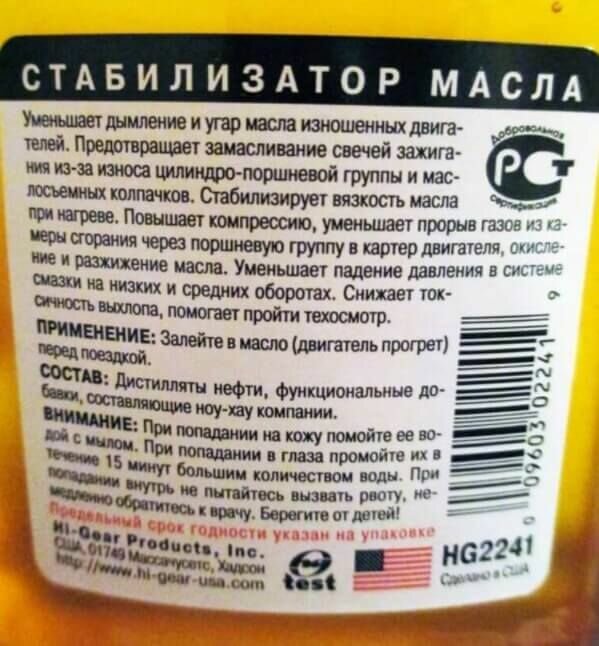 СТАБИЛИЗАТОР МАСЛА
Уменьшает дымление и угар масла изношенных двига-
телей. Предотвращает замасливание свечей зажига-
ния из-за износа цилиндро-поршневой группы и мас-
лосъемных колпачков. Стабилизирует вязкость масла
при нагреве. Повышает компрессию, уменьшает прорыв газов из ка-
меры сгорания через поршневую группу в картер двигателя, окисле-
ние и разжижение масла. Уменьшает падение давления в системе
смазки на низких и средних оборотах. Снижает ток-
сичность выхлопа, помогает пройти техосмотр.
ПРИМЕНЕНИЕ: Залейте в масло (двигатель прогрет)
перед поездкой.
СОСТАВ: Дистилляты нефти, функциональные до-
бавки, составляющие ноу-хау компании.
ВНИМАНИЕ: При попадании на кожу помойте ее во-
дой с мылом. При попадании в глаза промойте их в
течение 15 минут большим количеством воды. При
попадании внутрь не пытайтесь вызвать рвоту, не-
медленно обратитесь к врачу. Берегите от детей!
Предельный срок годности указан на упаковке
Hi-Gear Products, Inc.
США, 01749 Массачусетс, Хадсон
http://www.hi-gear-usa.com
Добровольная
РСТ
сертификация
0 09603 02241 9
test
HG2241
Сделано в США